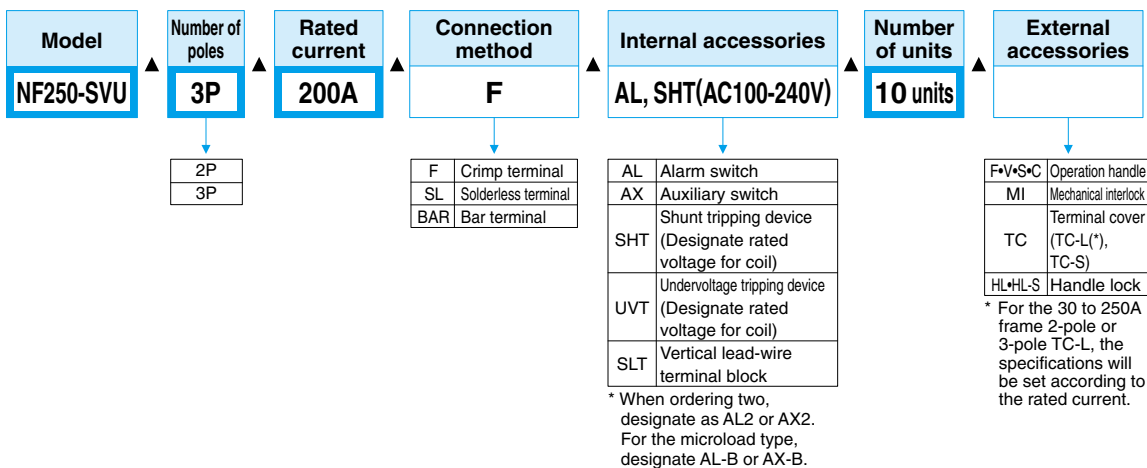 Model
Number of
poles
Rated
current
Connection
method
Internal accessories
Number
of units
External
accessories
NF250-SVU
▲
3P
▲
200A
▲
F
▲
AL, SHT(AC100-240V)
▲
10 units
▲
2P
3P
F Crimp terminal
SL Solderless terminal
BAR Bar terminal
AL Alarm switch
AX Auxiliary switch
SHT Shunt tripping device
(Designate rated
voltage for coil)
UVT Undervoltage tripping device
(Designate rated
voltage for coil)
SLT Vertical lead-wire
terminal block
* When ordering two,
designate as AL2 or AX2.
For the microload type,
designate AL-B or AX-B.
F•V•S•C Operation handle
MI Mechanical interlock
TC Terminal cover
(TC-L(*),
TC-S)
HL•HL-S Handle lock
* For the 30 to 250A
frame 2-pole or
3-pole TC-L, the
specifications will
be set according to
the rated current.